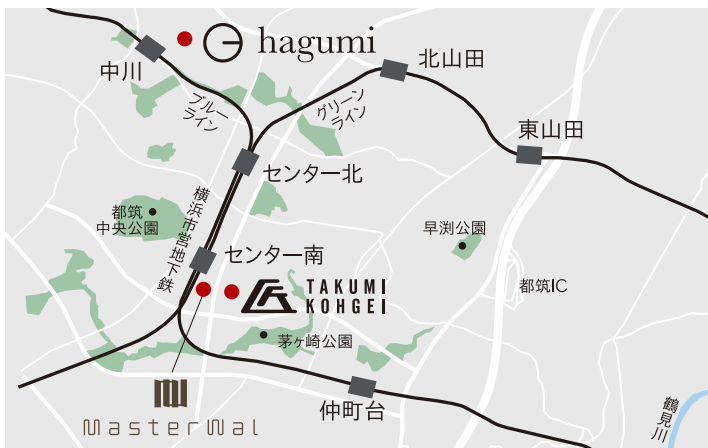 hagumi
中川
北山田
ブルー
ライン
グリーン
ライン
東山田
センター北
横浜市営地下鉄
都筑
中央公園
早渕公園
センター南
TAKUMI
KOHGEI
都筑IC
茅ヶ崎公園
仲町台
MasterWal
鶴見川